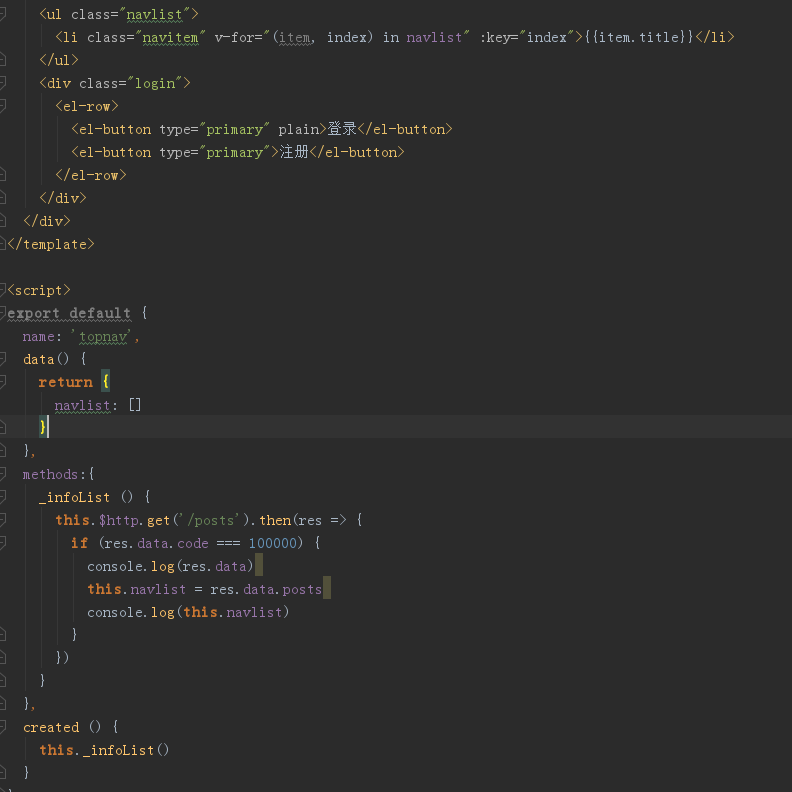 <ul class="navlist">
<li class="navitem" v-for="(item, index) in navlist" :key="index">{{item.title}}</li>
</ul>
<div class="login">
<el-row>
<el-button type="primary" plain>登录</el-button>
<el-button type="primary">注册</el-button>
</el-row>
</div>
</div>
</template>
<script>
export default {
name: 'topnav',
data() {
return {
navlist: []
}
},
methods:{
_infoList () {
this.$http.get('/posts').then(res => {
if (res.data.code === 100000) {
console.log(res.data)
this.navlist = res.data.posts
console.log(this.navlist)
}
})
}
},
created () {
this._infoList()
}